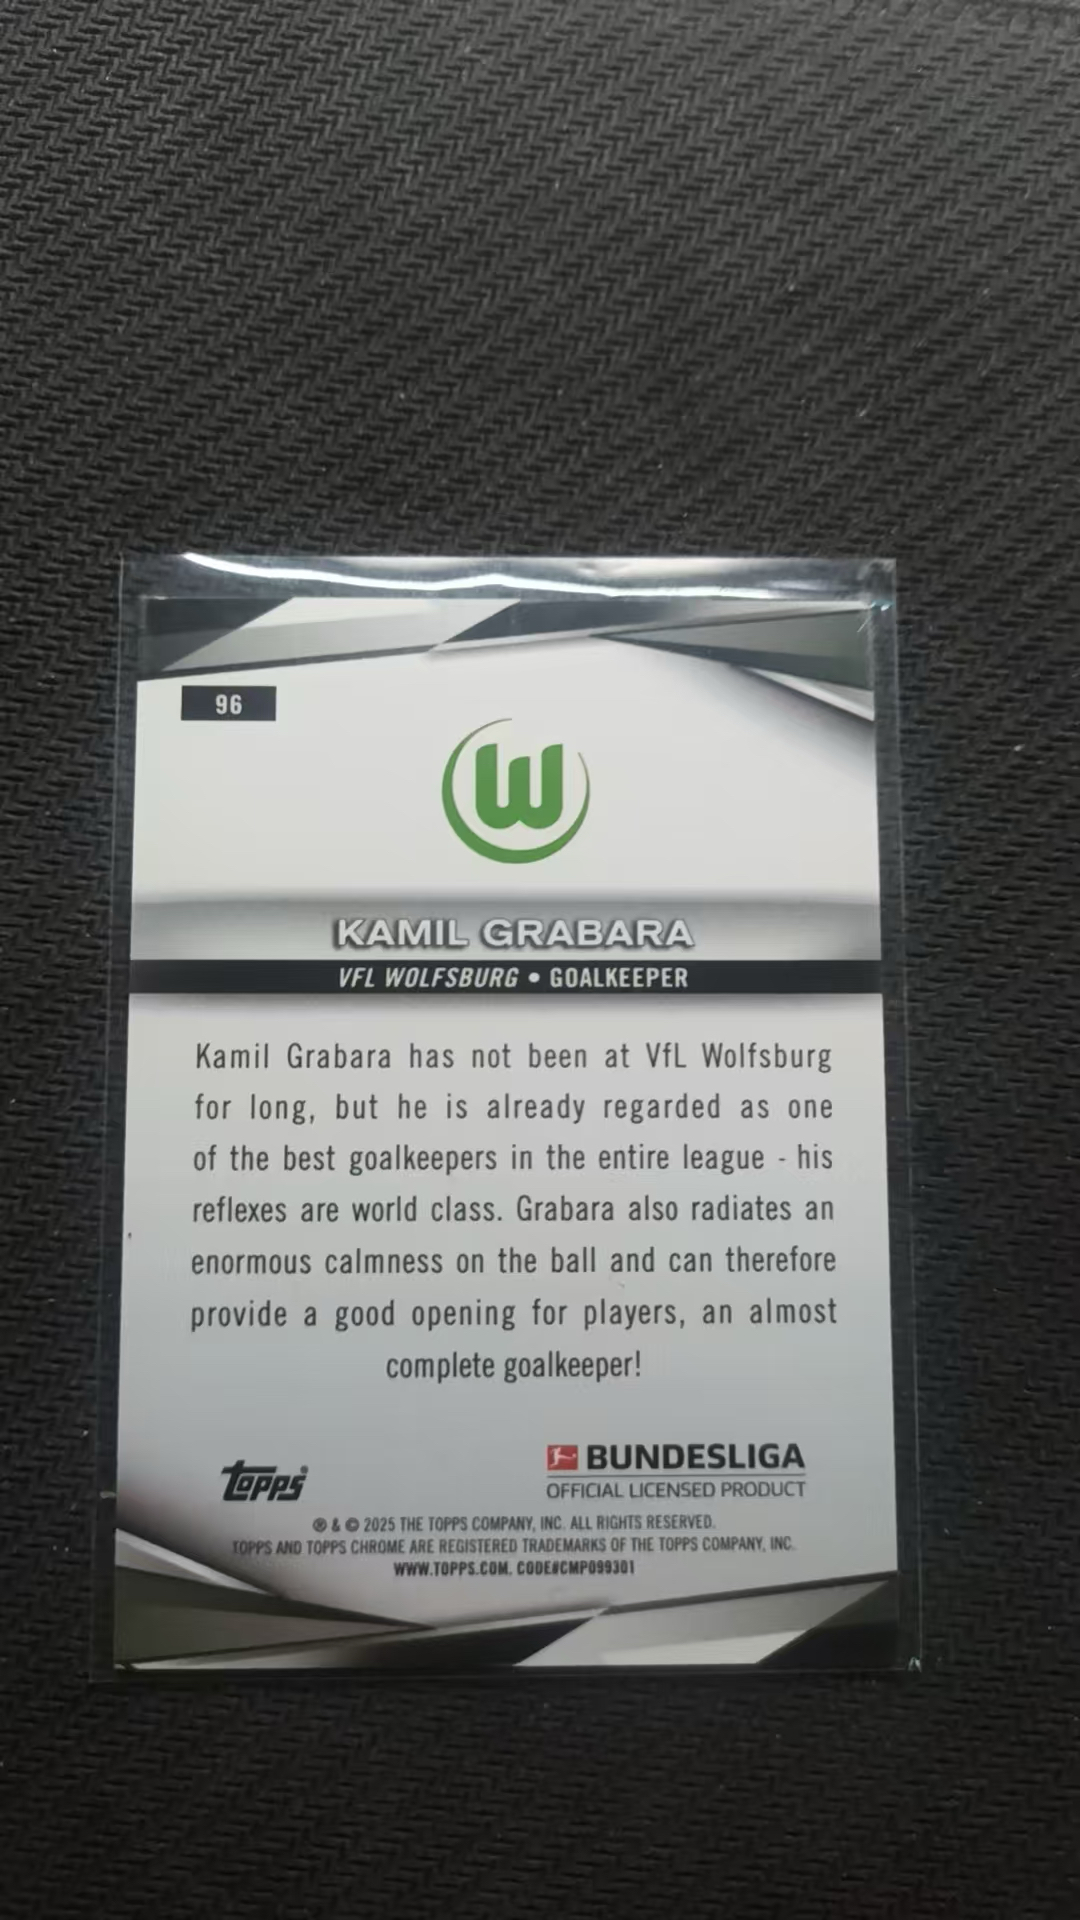 96
W
KAMIL GRABARA
VFL WOLFSBURG • GOALKEEPER
Kamil Grabara has not been at VfL Wolfsburg
for long, but he is already regarded as one
of the best goalkeepers in the entire league - his
reflexes are world class. Grabara also radiates an
enormous calmness on the ball and can therefore
provide a good opening for players, an almost
complete goalkeeper!
Topps®
BUNDESLIGA
OFFICIAL LICENSED PRODUCT
® & © 2025 THE TOPPS COMPANY, INC. ALL RIGHTS RESERVED.
TOPPS AND TOPPS CHROME ARE REGISTERED TRADEMARKS OF THE TOPPS COMPANY, INC.
WWW.TOPPS.COM. CODE#CMP099301